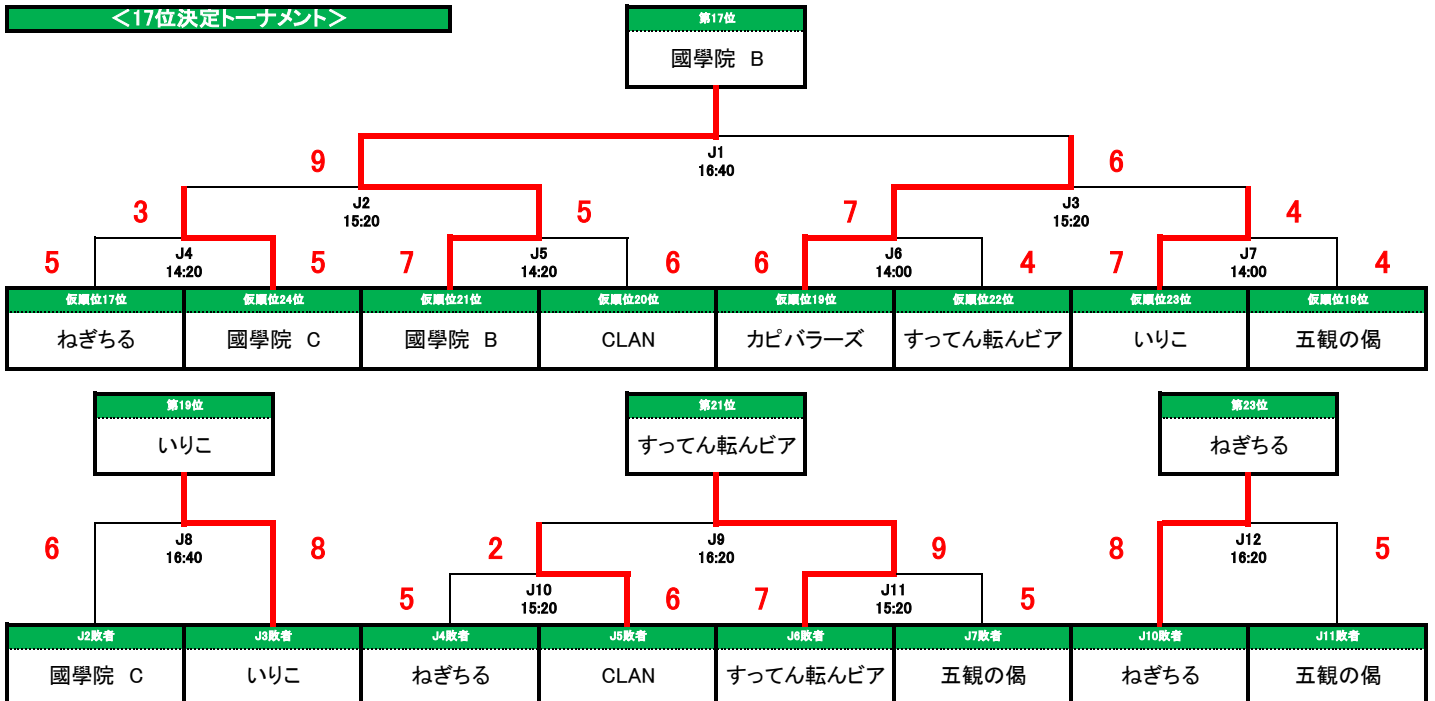 ＜17位決定トーナメント＞
第17位
國學院 B
J1
16:40
9
6
J2
15:20
J3
15:20
3
5
7
4
J4
14:20
J5
14:20
J6
14:00
J7
14:00
5
5
7
6
6
4
7
4
仮順位17位
仮順位24位
仮順位21位
仮順位20位
仮順位19位
仮順位22位
仮順位23位
仮順位18位
ねぎちる
國學院 C
國學院 B
CLAN
カピバラーズ
すってん転んビア
いりこ
五観の偈
第19位
第21位
第23位
いりこ
すってん転んビア
ねぎちる
J8
16:40
J9
16:20
J12
16:20
6
8
2
9
8
5
J10
15:20
J11
15:20
5
6
7
5
J2敗者
J3敗者
J4敗者
J5敗者
J6敗者
J7敗者
J10敗者
J11敗者
國學院 C
いりこ
ねぎちる
CLAN
すってん転んビア
五観の偈
ねぎちる
五観の偈